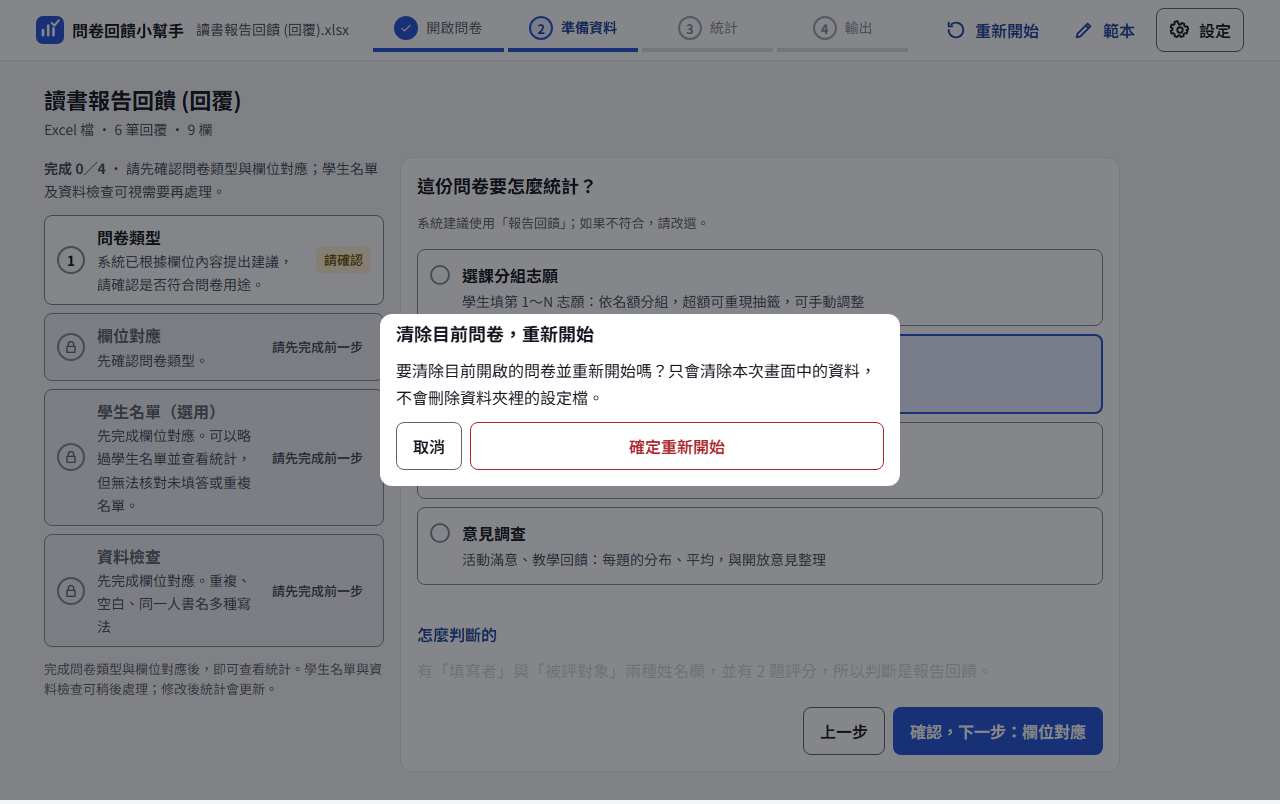 問卷回饋小幫手
讀書報告回饋 (回覆).xlsx
開啟問卷
2 準備資料
3 統計
4 輸出
重新開始
範本
設定
讀書報告回饋 (回覆)
Excel 檔 · 6 筆回覆 · 9 欄
完成 0／4 · 請先確認問卷類型與欄位對應；學生名單
及資料檢查可視需要再處理。
1
問卷類型
系統已根據欄位內容提出建議，
請確認是否符合問卷用途。
請確認
欄位對應
先確認問卷類型。
請先完成前一步
學生名單（選用）
先完成欄位對應。可以略
過學生名單並查看統計，
但無法核對未填答或重複
名單。
請先完成前一步
資料檢查
先完成欄位對應。重複、
空白、同一人書名多種寫
法
請先完成前一步
完成問卷類型與欄位對應後，即可查看統計。學生名單與資
料檢查可稍後處理；修改後統計會更新。
這份問卷要怎麼統計？
系統建議使用「報告回饋」；如果不符合，請改選。
選課分組志願
學生填第 1～N 志願：依名額分組，超額可重現抽籤，可手動調整
清除目前問卷，重新開始
要清除目前開啟的問卷並重新開始嗎？只會清除本次畫面中的資料，
不會刪除資料夾裡的設定檔。
取消
確定重新開始
意見調查
活動滿意、教學回饋：每題的分布、平均，與開放意見整理
怎麼判斷的
有「填寫者」與「被評對象」兩種姓名欄，並有 2 題評分，所以判斷是報告回饋。
上一步
確認，下一步：欄位對應